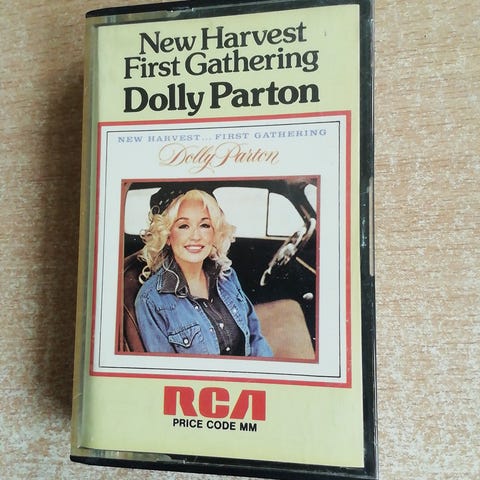 New Harvest
First Gathering
Dolly Parton
NEW HARVEST... FIRST GATHERING
Dolly Parton
RCA
PRICE CODE MM